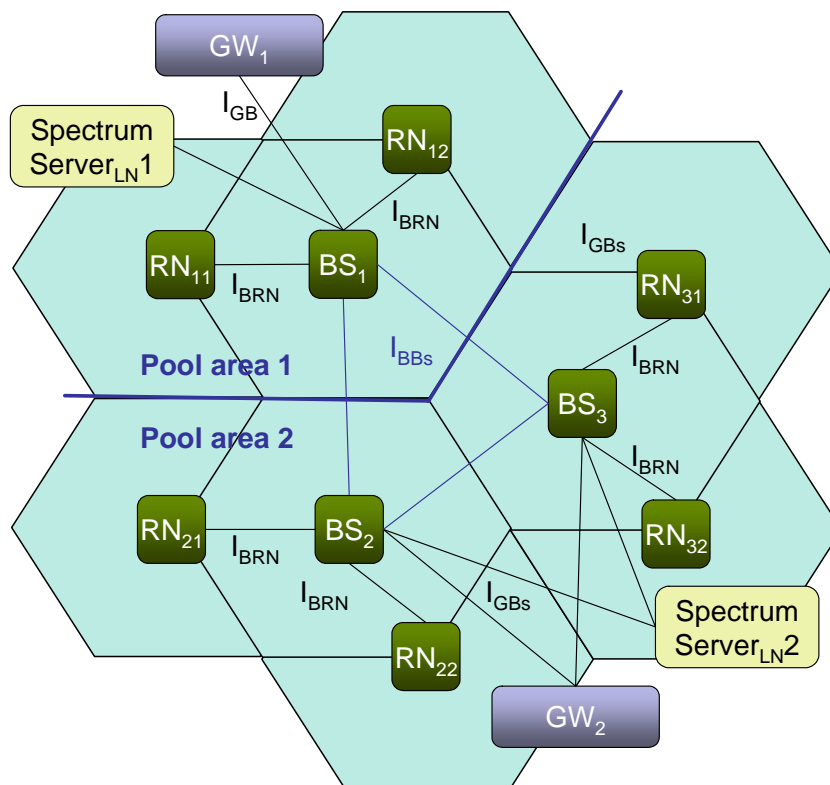 GW1
IGB
Spectrum
ServerLN1
RN12
IBRN
RN11
BS1
IBRN
IGBs
RN31
IBBs
IBRN
Pool area 1
BS3
Pool area 2
IBRN
RN21
BS2
IBRN
RN32
IBRN
IGBs
Spectrum
ServerLN2
RN22
GW2